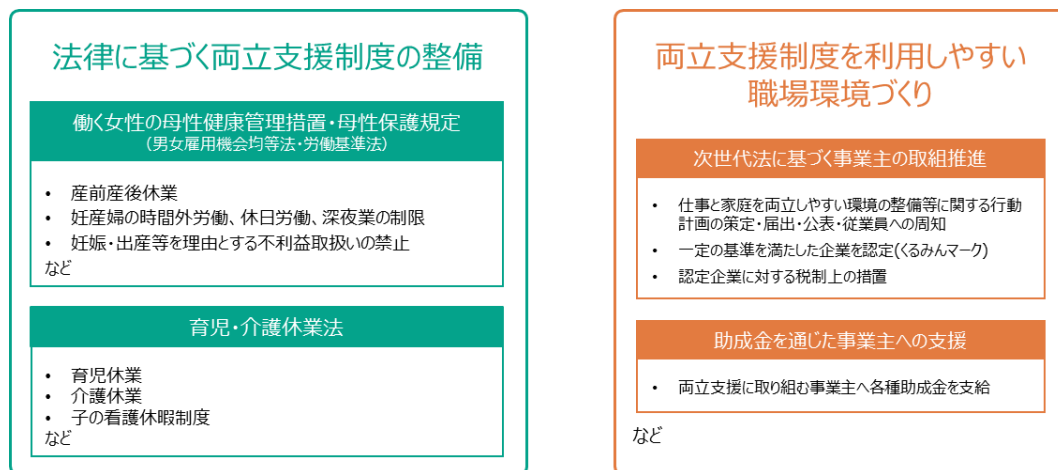 法律に基づく両立支援制度の整備
働く女性の母性健康管理措置・母性保護規定
(男女雇用機会均等法・労働基準法)
• 産前産後休業
• 妊産婦の時間外労働、休日労働、深夜業の制限
• 妊娠・出産等を理由とする不利益取扱いの禁止
など
育児・介護休業法
• 育児休業
• 介護休業
• 子の看護休暇制度
など
両立支援制度を利用しやすい
職場環境づくり
次世代法に基づく事業主の取組推進
• 仕事と家庭を両立しやすい環境の整備等に関する行動
計画の策定・届出・公表・従業員への周知
• 一定の基準を満たした企業を認定(くるみんマーク)
• 認定企業に対する税制上の措置
助成金を通じた事業主への支援
• 両立支援に取り組む事業主へ各種助成金を支給
など